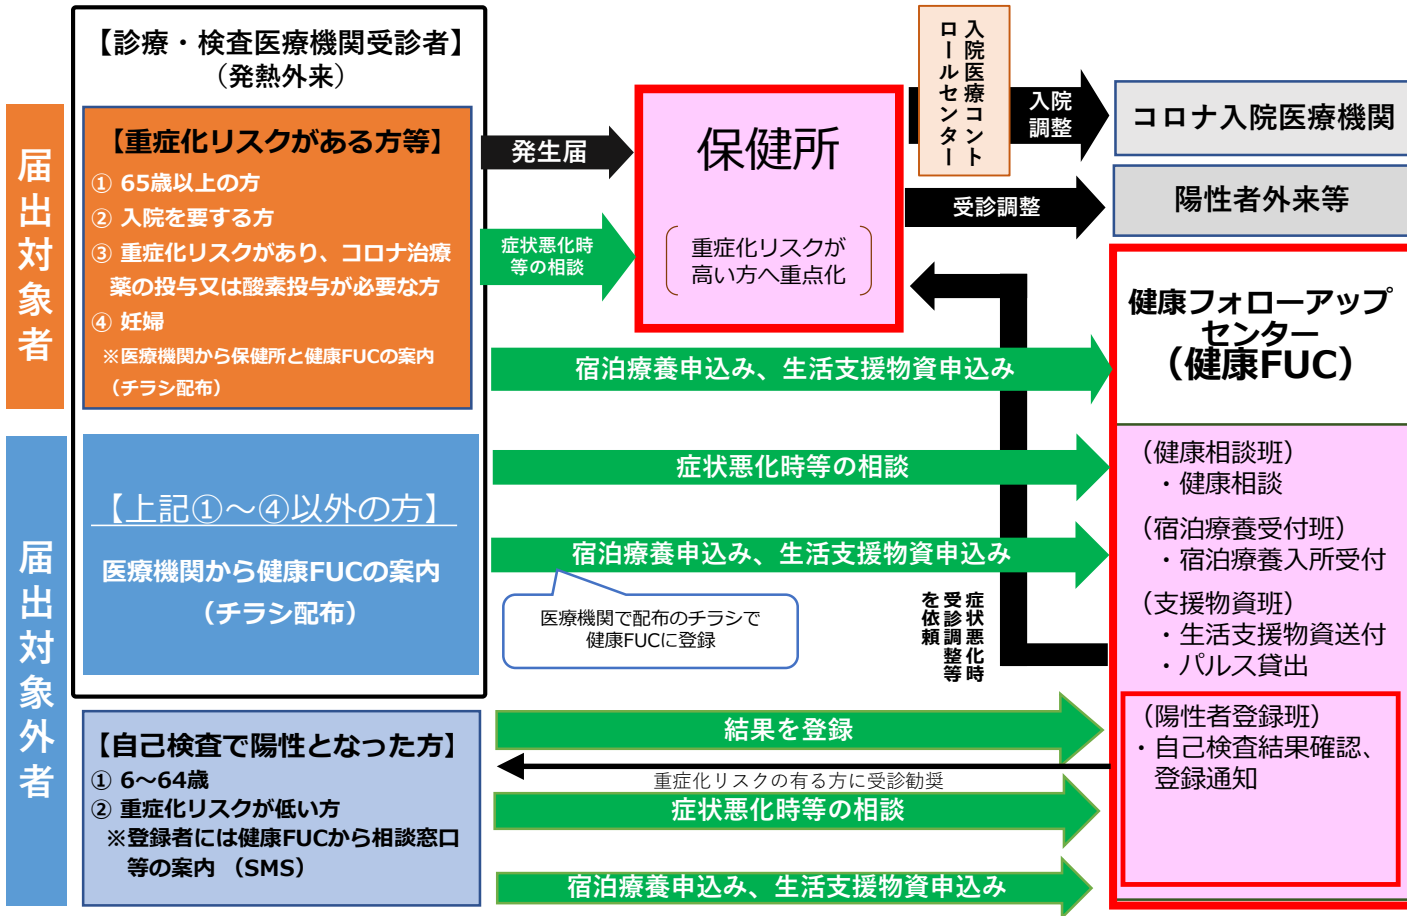 届出対象者
届出対象外者
【診療・検査医療機関受診者】
（発熱外来）
【重症化リスクがある方等】
① 65歳以上の方
② 入院を要する方
③ 重症化リスクがあり、コロナ治療
薬の投与又は酸素投与が必要な方
④ 妊婦
※医療機関から保健所と健康FUCの案内
（チラシ配布）
【上記①～④以外の方】
医療機関から健康FUCの案内
（チラシ配布）
【自己検査で陽性となった方】
① 6～64歳
② 重症化リスクが低い方
※登録者には健康FUCから相談窓口
等の案内 （SMS）
発生届
症状悪化時
等の相談
保健所
重症化リスクが
高い方へ重点化
入院医療コント
ロールセンター
入院
調整
受診調整
コロナ入院医療機関
陽性者外来等
宿泊療養申込み、生活支援物資申込み
症状悪化時等の相談
宿泊療養申込み、生活支援物資申込み
医療機関で配布のチラシで
健康FUCに登録
症状悪化時
受診調整等
を依頼
結果を登録
重症化リスクの有る方に受診勧奨
症状悪化時等の相談
宿泊療養申込み、生活支援物資申込み
健康フォローアップ
センター
（健康FUC）
（健康相談班）
・健康相談
（宿泊療養受付班）
・宿泊療養入所受付
（支援物資班）
・生活支援物資送付
・パルス貸出
（陽性者登録班）
・自己検査結果確認、
登録通知